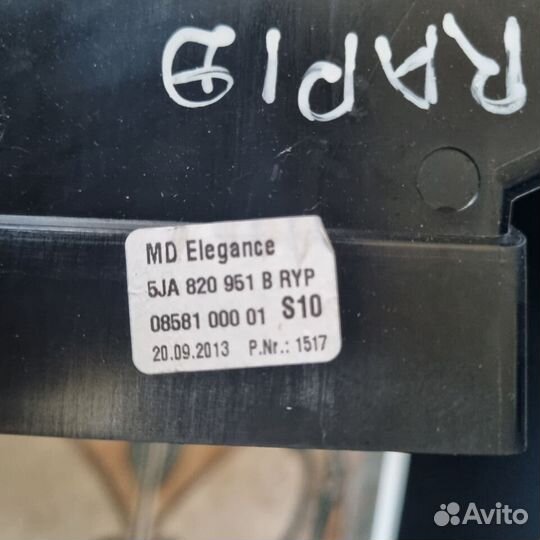 RAPID
MD Elegance
5JA 820 951 B RYP
08581 000 01 S10
20.09.2013 P.Nr.: 1517
Avito